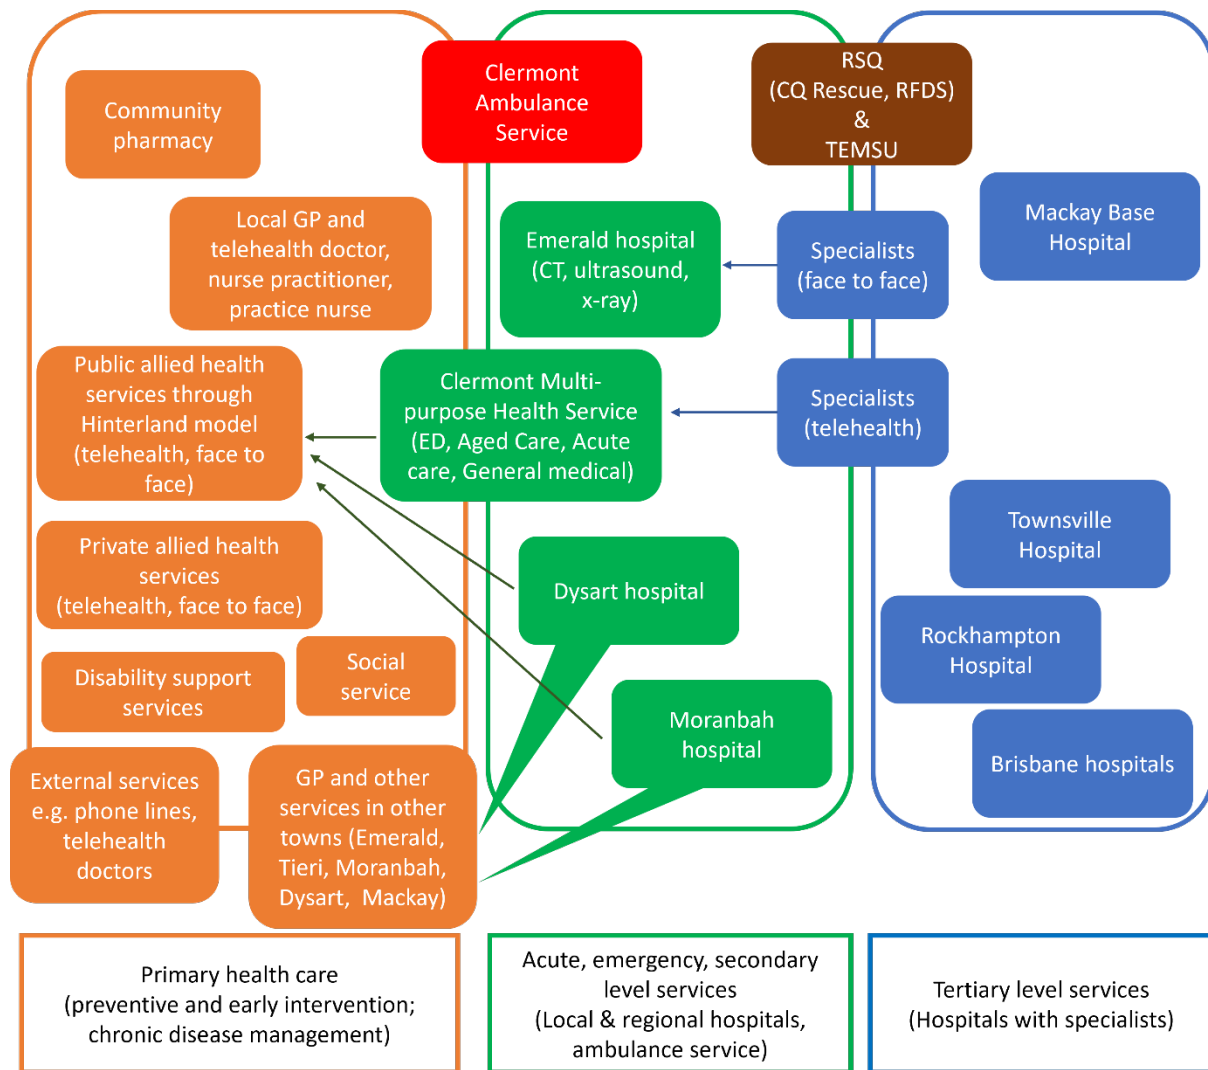 Clermont
Ambulance
Service
RSQ
(CQ Rescue, RFDS)
&
TEMSU
Community
pharmacy
Local GP and
telehealth doctor,
nurse practitioner,
practice nurse
Emerald hospital
(CT, ultrasound,
x-ray)
Specialists
(face to face)
Mackay Base
Hospital
Public allied health
services through
Hinterland model
(telehealth, face to
face)
Clermont Multi-
purpose Health Service
(ED, Aged Care, Acute
care, General medical)
Specialists
(telehealth)
Private allied health
services
(telehealth, face to face)
Dysart hospital
Townsville
Hospital
Disability support
services
Social
service
Rockhampton
Hospital
Moranbah
hospital
Brisbane hospitals
External services
e.g. phone lines,
telehealth
doctors
GP and other
services in other
towns (Emerald,
Tieri, Moranbah,
Dysart, Mackay)
Primary health care
(preventive and early intervention;
chronic disease management)
Acute, emergency, secondary
level services
(Local & regional hospitals,
ambulance service)
Tertiary level services
(Hospitals with specialists)